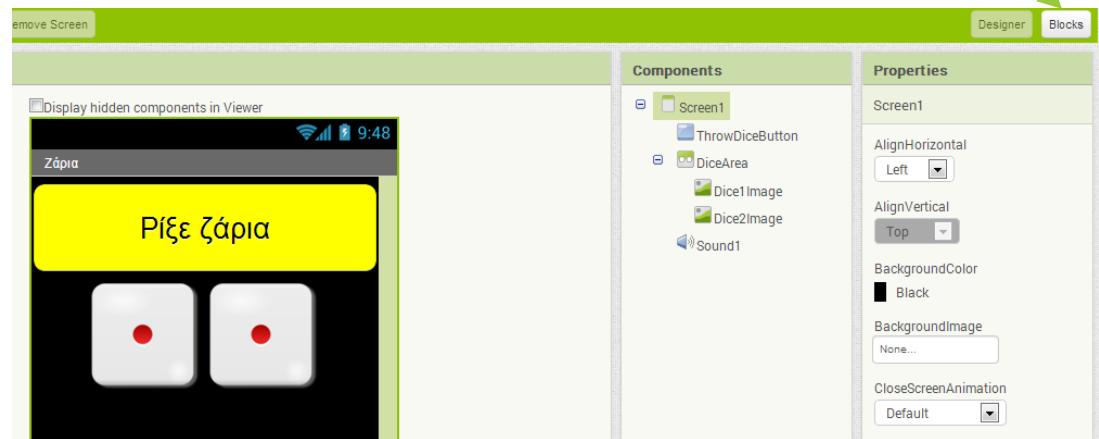 emove Screen
Designer
Blocks
Display hidden components in Viewer
9:48
Ζάρια
Ρίξε ζάρια
Components
Screen1
ThrowDiceButton
DiceArea
Dice1Image
Dice2Image
Sound1
Properties
Screen1
AlignHorizontal
Left
AlignVertical
Top
BackgroundColor
Black
BackgroundImage
None...
CloseScreenAnimation
Default